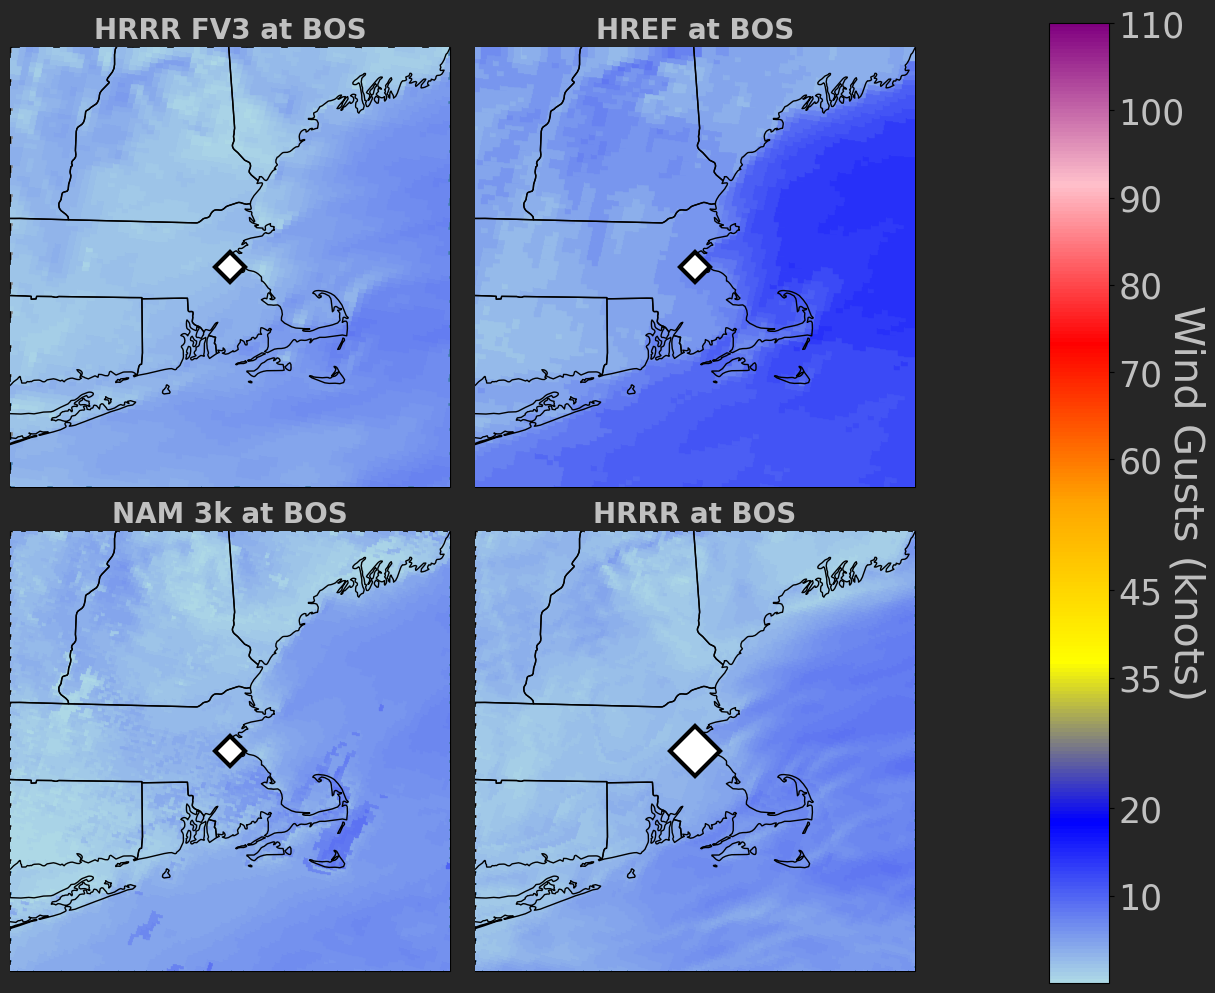 HRRR FV3 at BOS
HREF at BOS
NAM 3k at BOS
HRRR at BOS
110
100
90
80
70
60
45
35
20
10
Wind Gusts (knots)